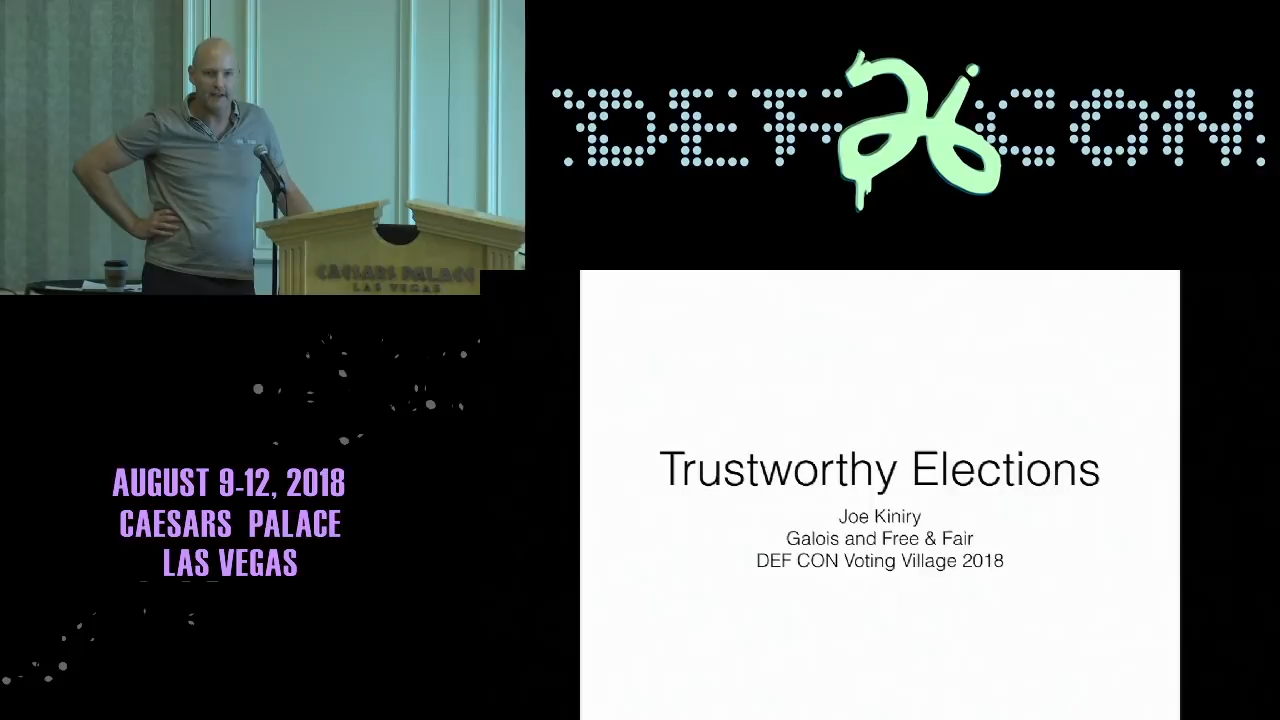 DEF 26 CON
CAESARS PALACE
LAS VEGAS
AUGUST 9-12, 2018
CAESARS PALACE
LAS VEGAS
Trustworthy Elections
Joe Kiniry
Galois and Free & Fair
DEF CON Voting Village 2018